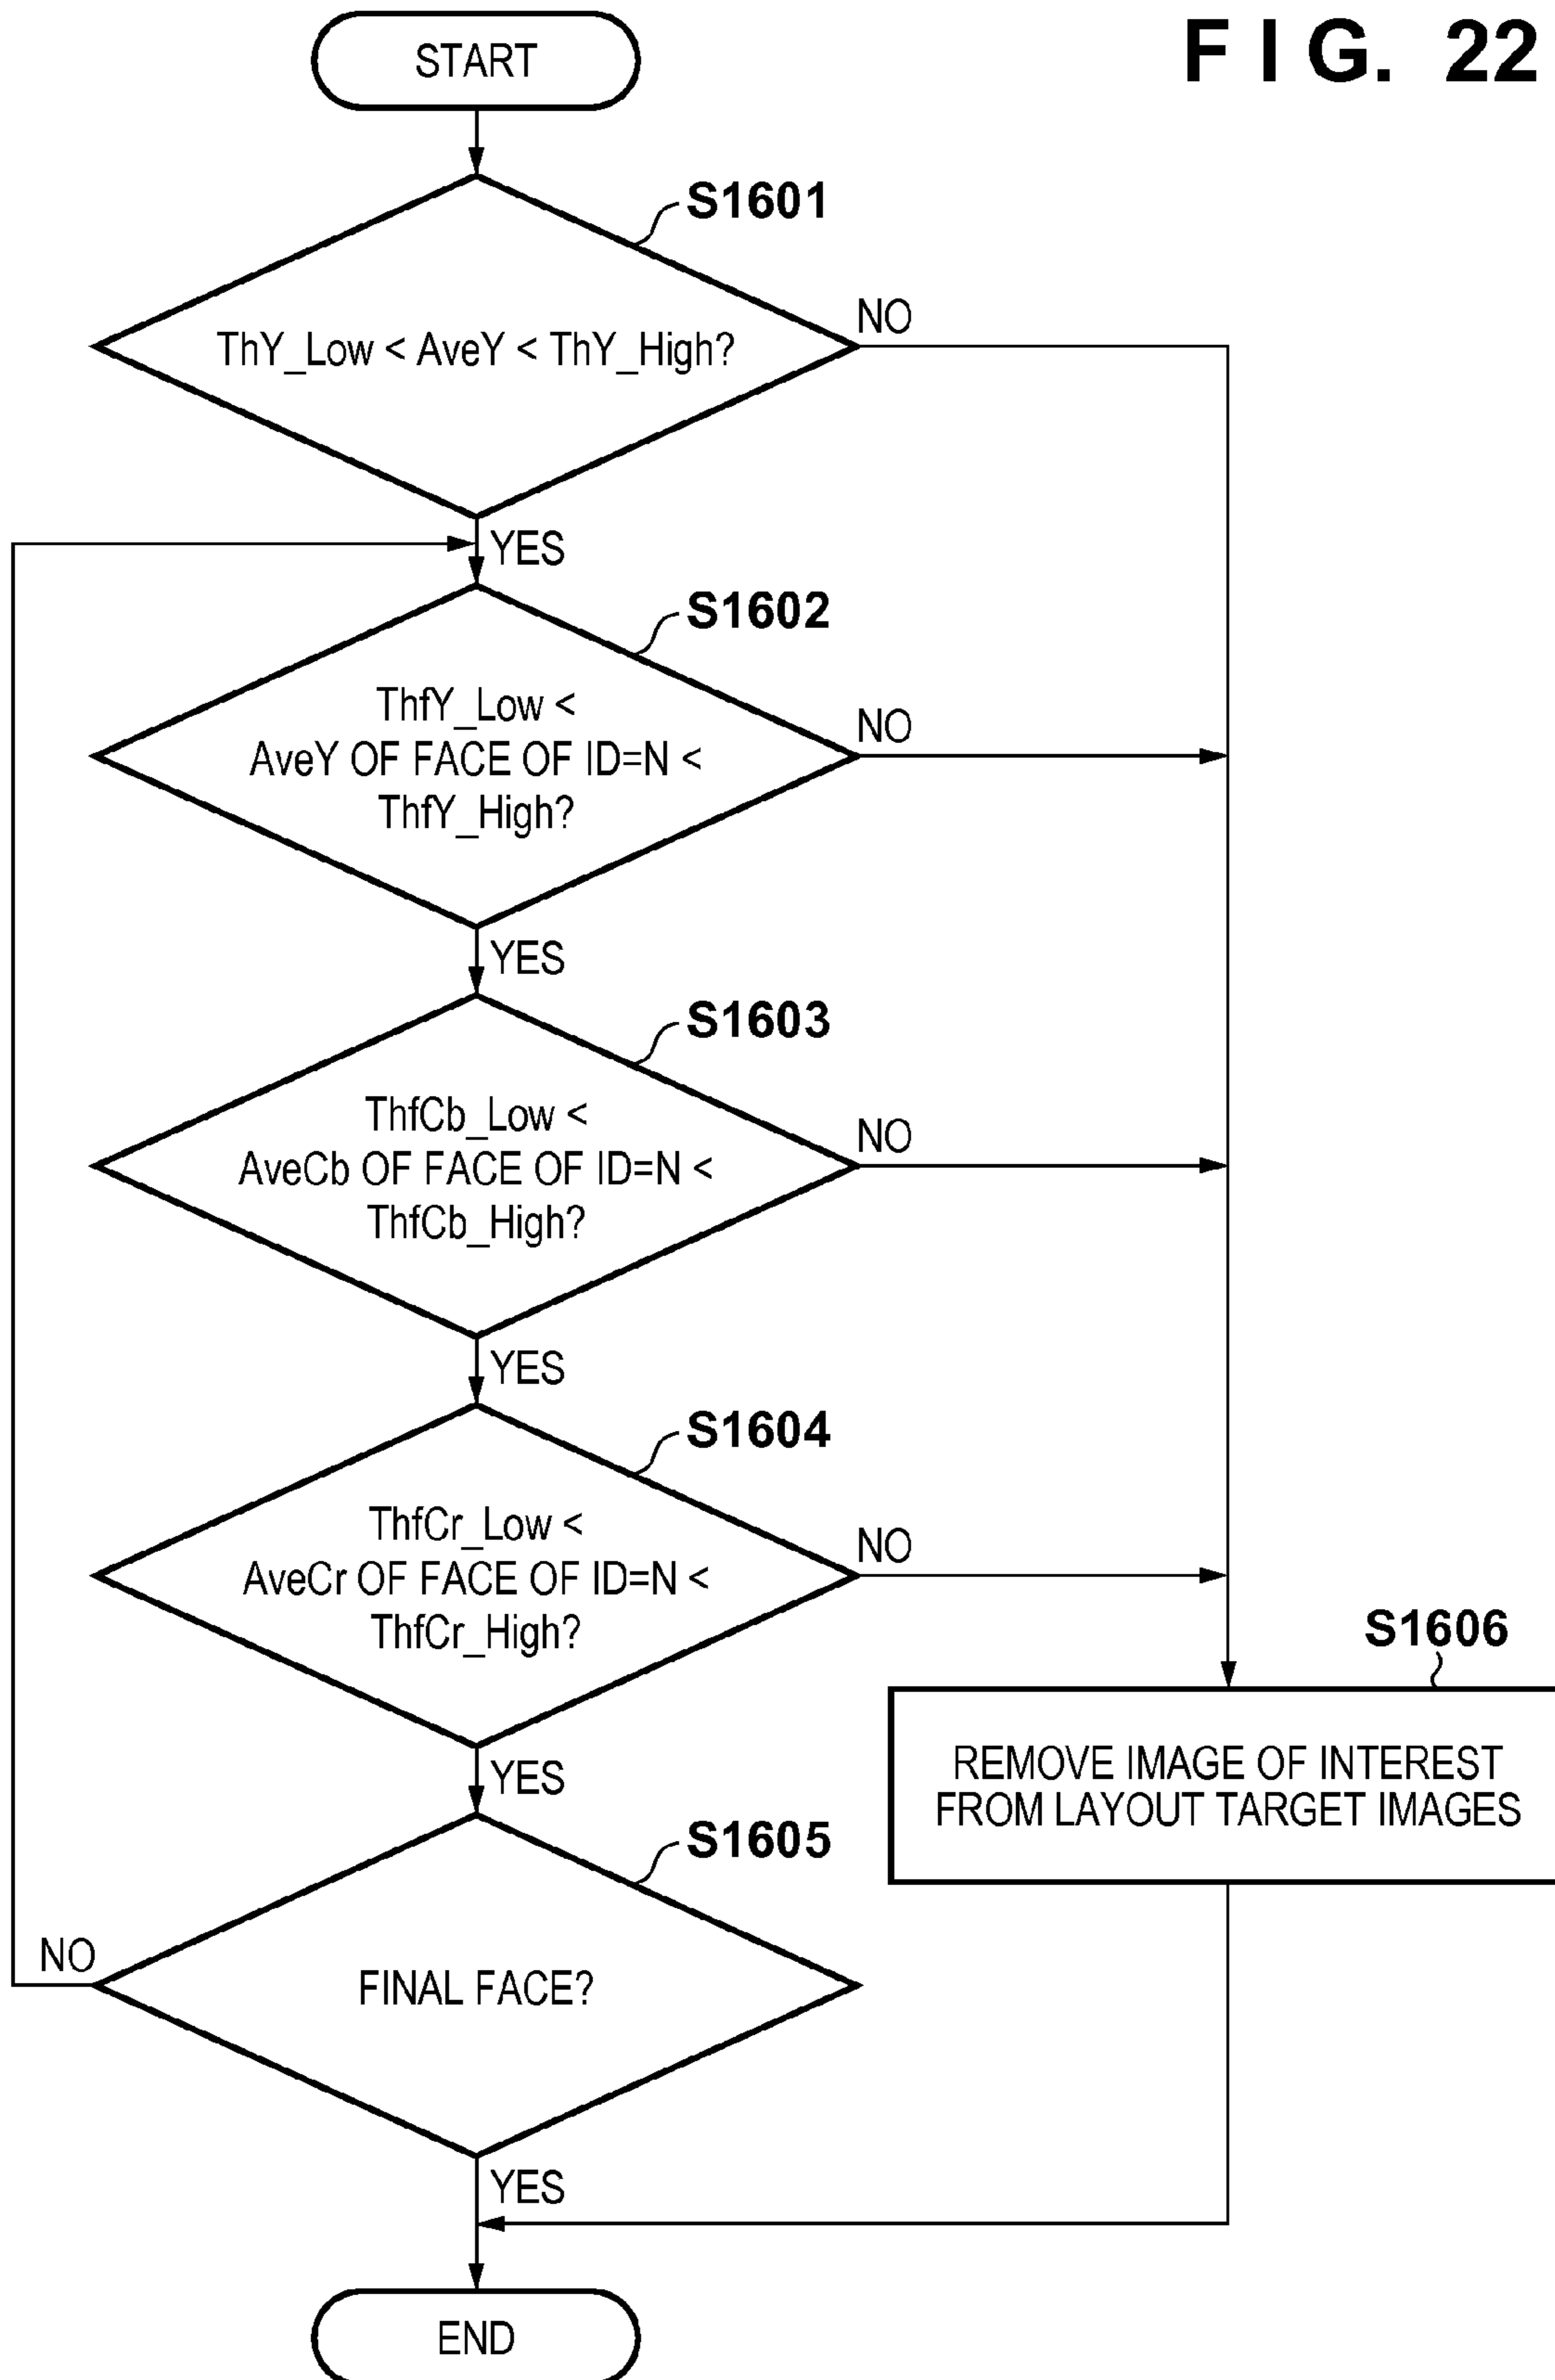 FIG. 22
START
S1601
ThY_Low < AveY < ThY_High?
NO
YES
S1602
ThfY_Low <
AveY OF FACE OF ID=N <
ThfY_High?
NO
YES
S1603
ThfCb_Low <
AveCb OF FACE OF ID=N <
ThfCb_High?
NO
YES
S1604
ThfCr_Low <
AveCr OF FACE OF ID=N <
ThfCr_High?
NO
YES
S1606
REMOVE IMAGE OF INTEREST
FROM LAYOUT TARGET IMAGES
S1605
FINAL FACE?
NO
YES
END